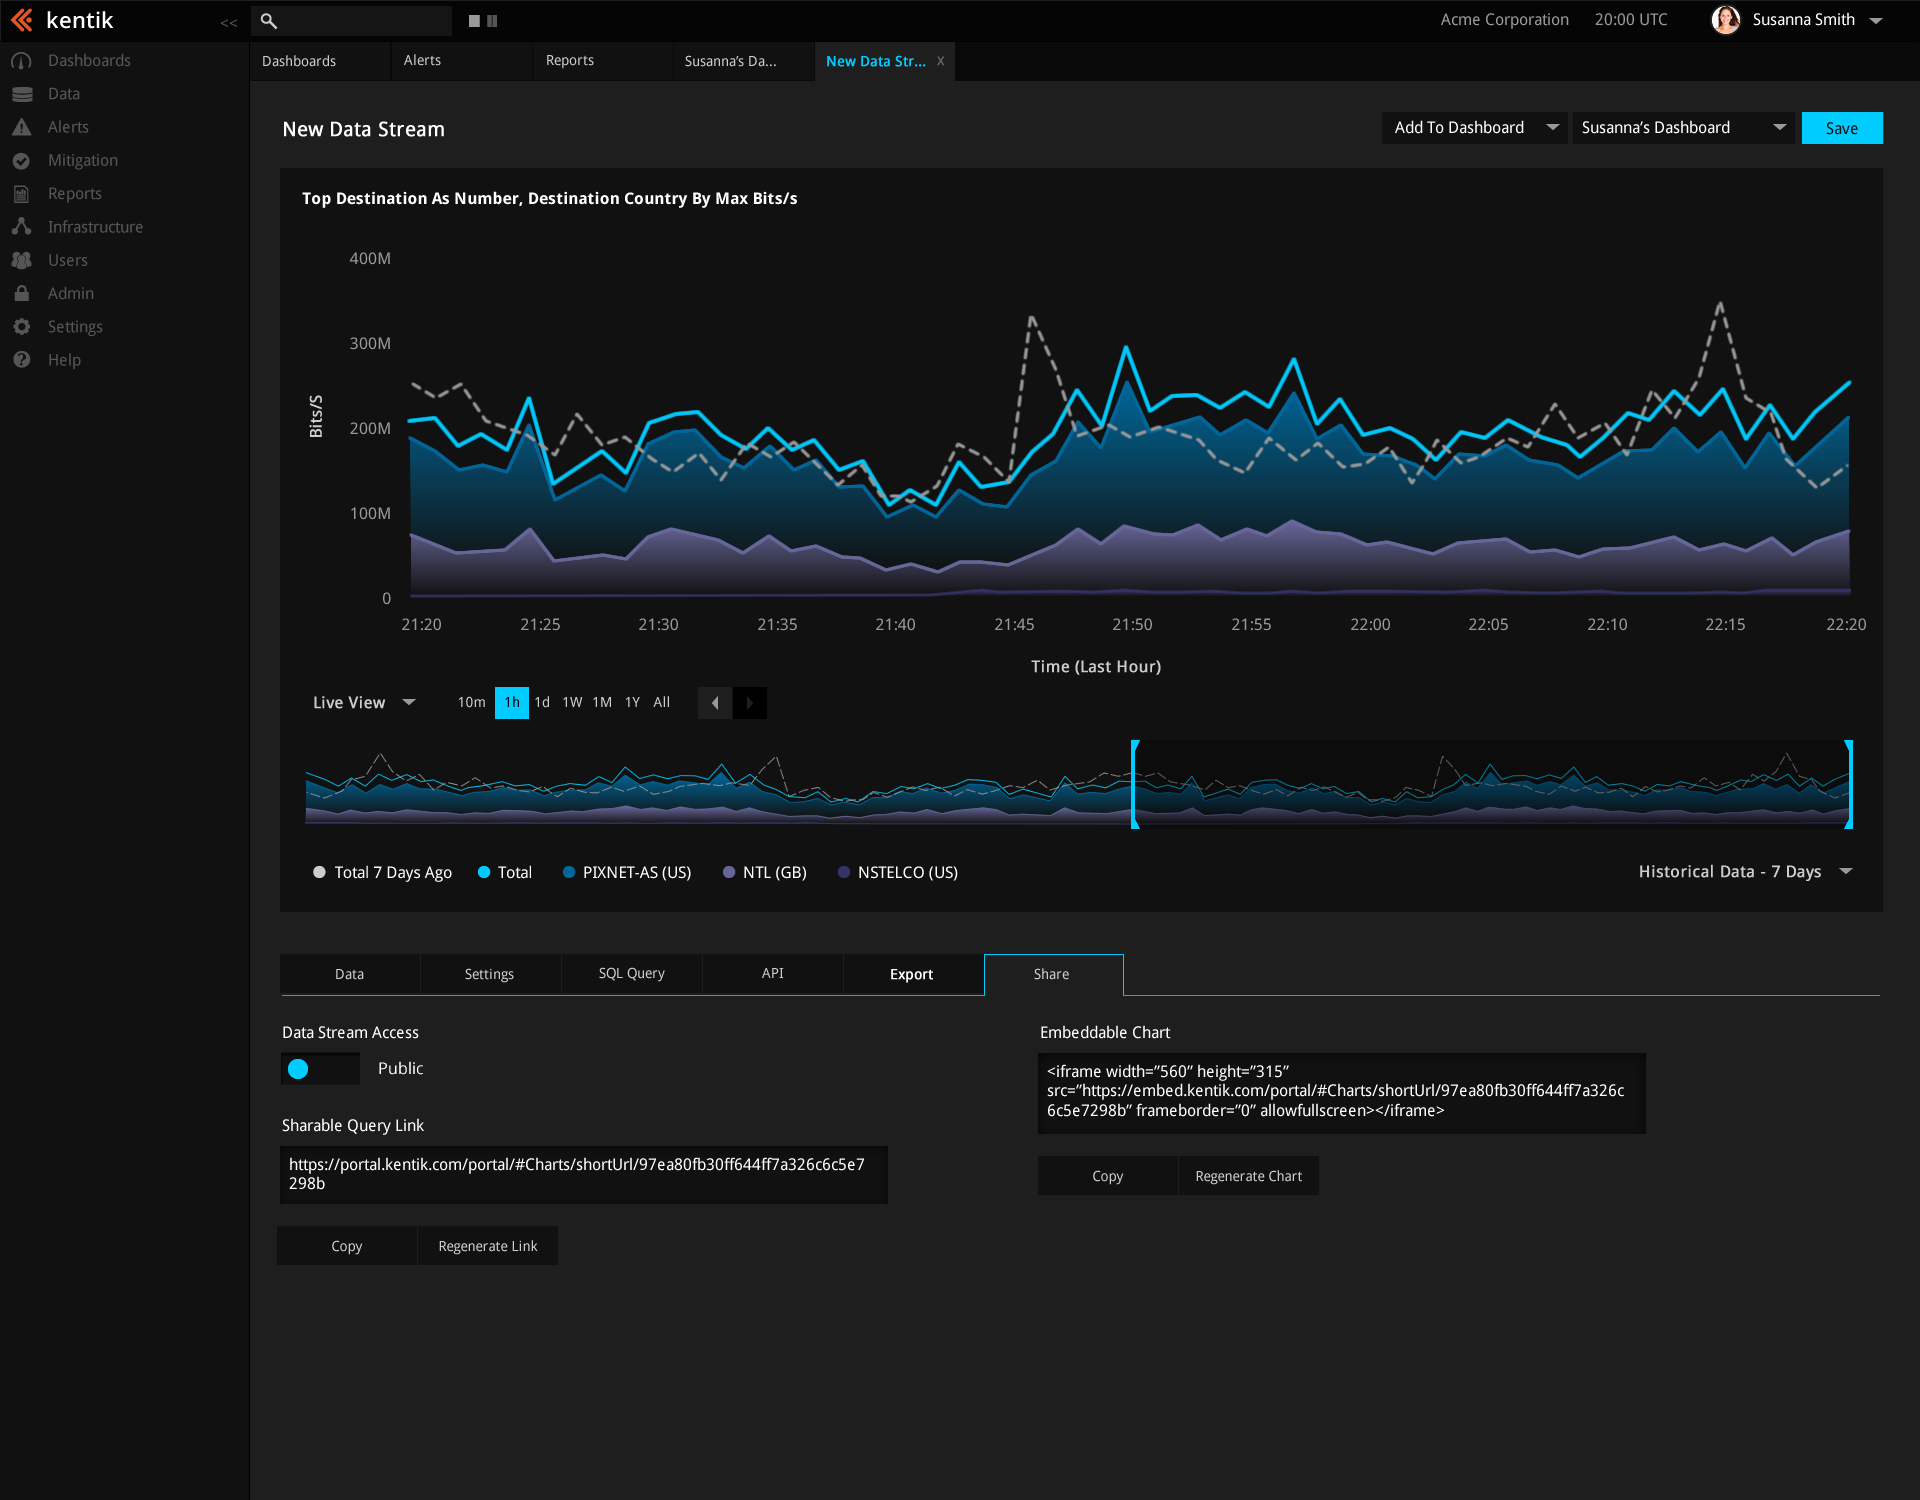 kentik
<<
Acme Corporation
20:00 UTC
Susanna Smith
Dashboards
Data
Alerts
Mitigation
Reports
Infrastructure
Users
Admin
Settings
Help
Dashboards
Alerts
Reports
Susanna’s Da...
New Data Str...
X
New Data Stream
Add To Dashboard
Susanna’s Dashboard
Save
Top Destination As Number, Destination Country By Max Bits/s
400M
300M
200M
100M
0
Bits/S
21:20
21:25
21:30
21:35
21:40
21:45
21:50
21:55
22:00
22:05
22:10
22:15
22:20
Time (Last Hour)
Live View
10m
1h
1d
1W
1M
1Y
All
Total 7 Days Ago
Total
PIXNET-AS (US)
NTL (GB)
NSTELCO (US)
Historical Data - 7 Days
Data
Settings
SQL Query
API
Export
Share
Data Stream Access
Public
Sharable Query Link
https://portal.kentik.com/portal/#Charts/shortUrl/97ea80fb30ff644ff7a326c6c5e7
298b
Copy
Regenerate Link
Embeddable Chart
<iframe width=”560” height=”315”
src=”https://embed.kentik.com/portal/#Charts/shortUrl/97ea80fb30ff644ff7a326c
6c5e7298b” frameborder=”0” allowfullscreen></iframe>
Copy
Regenerate Chart